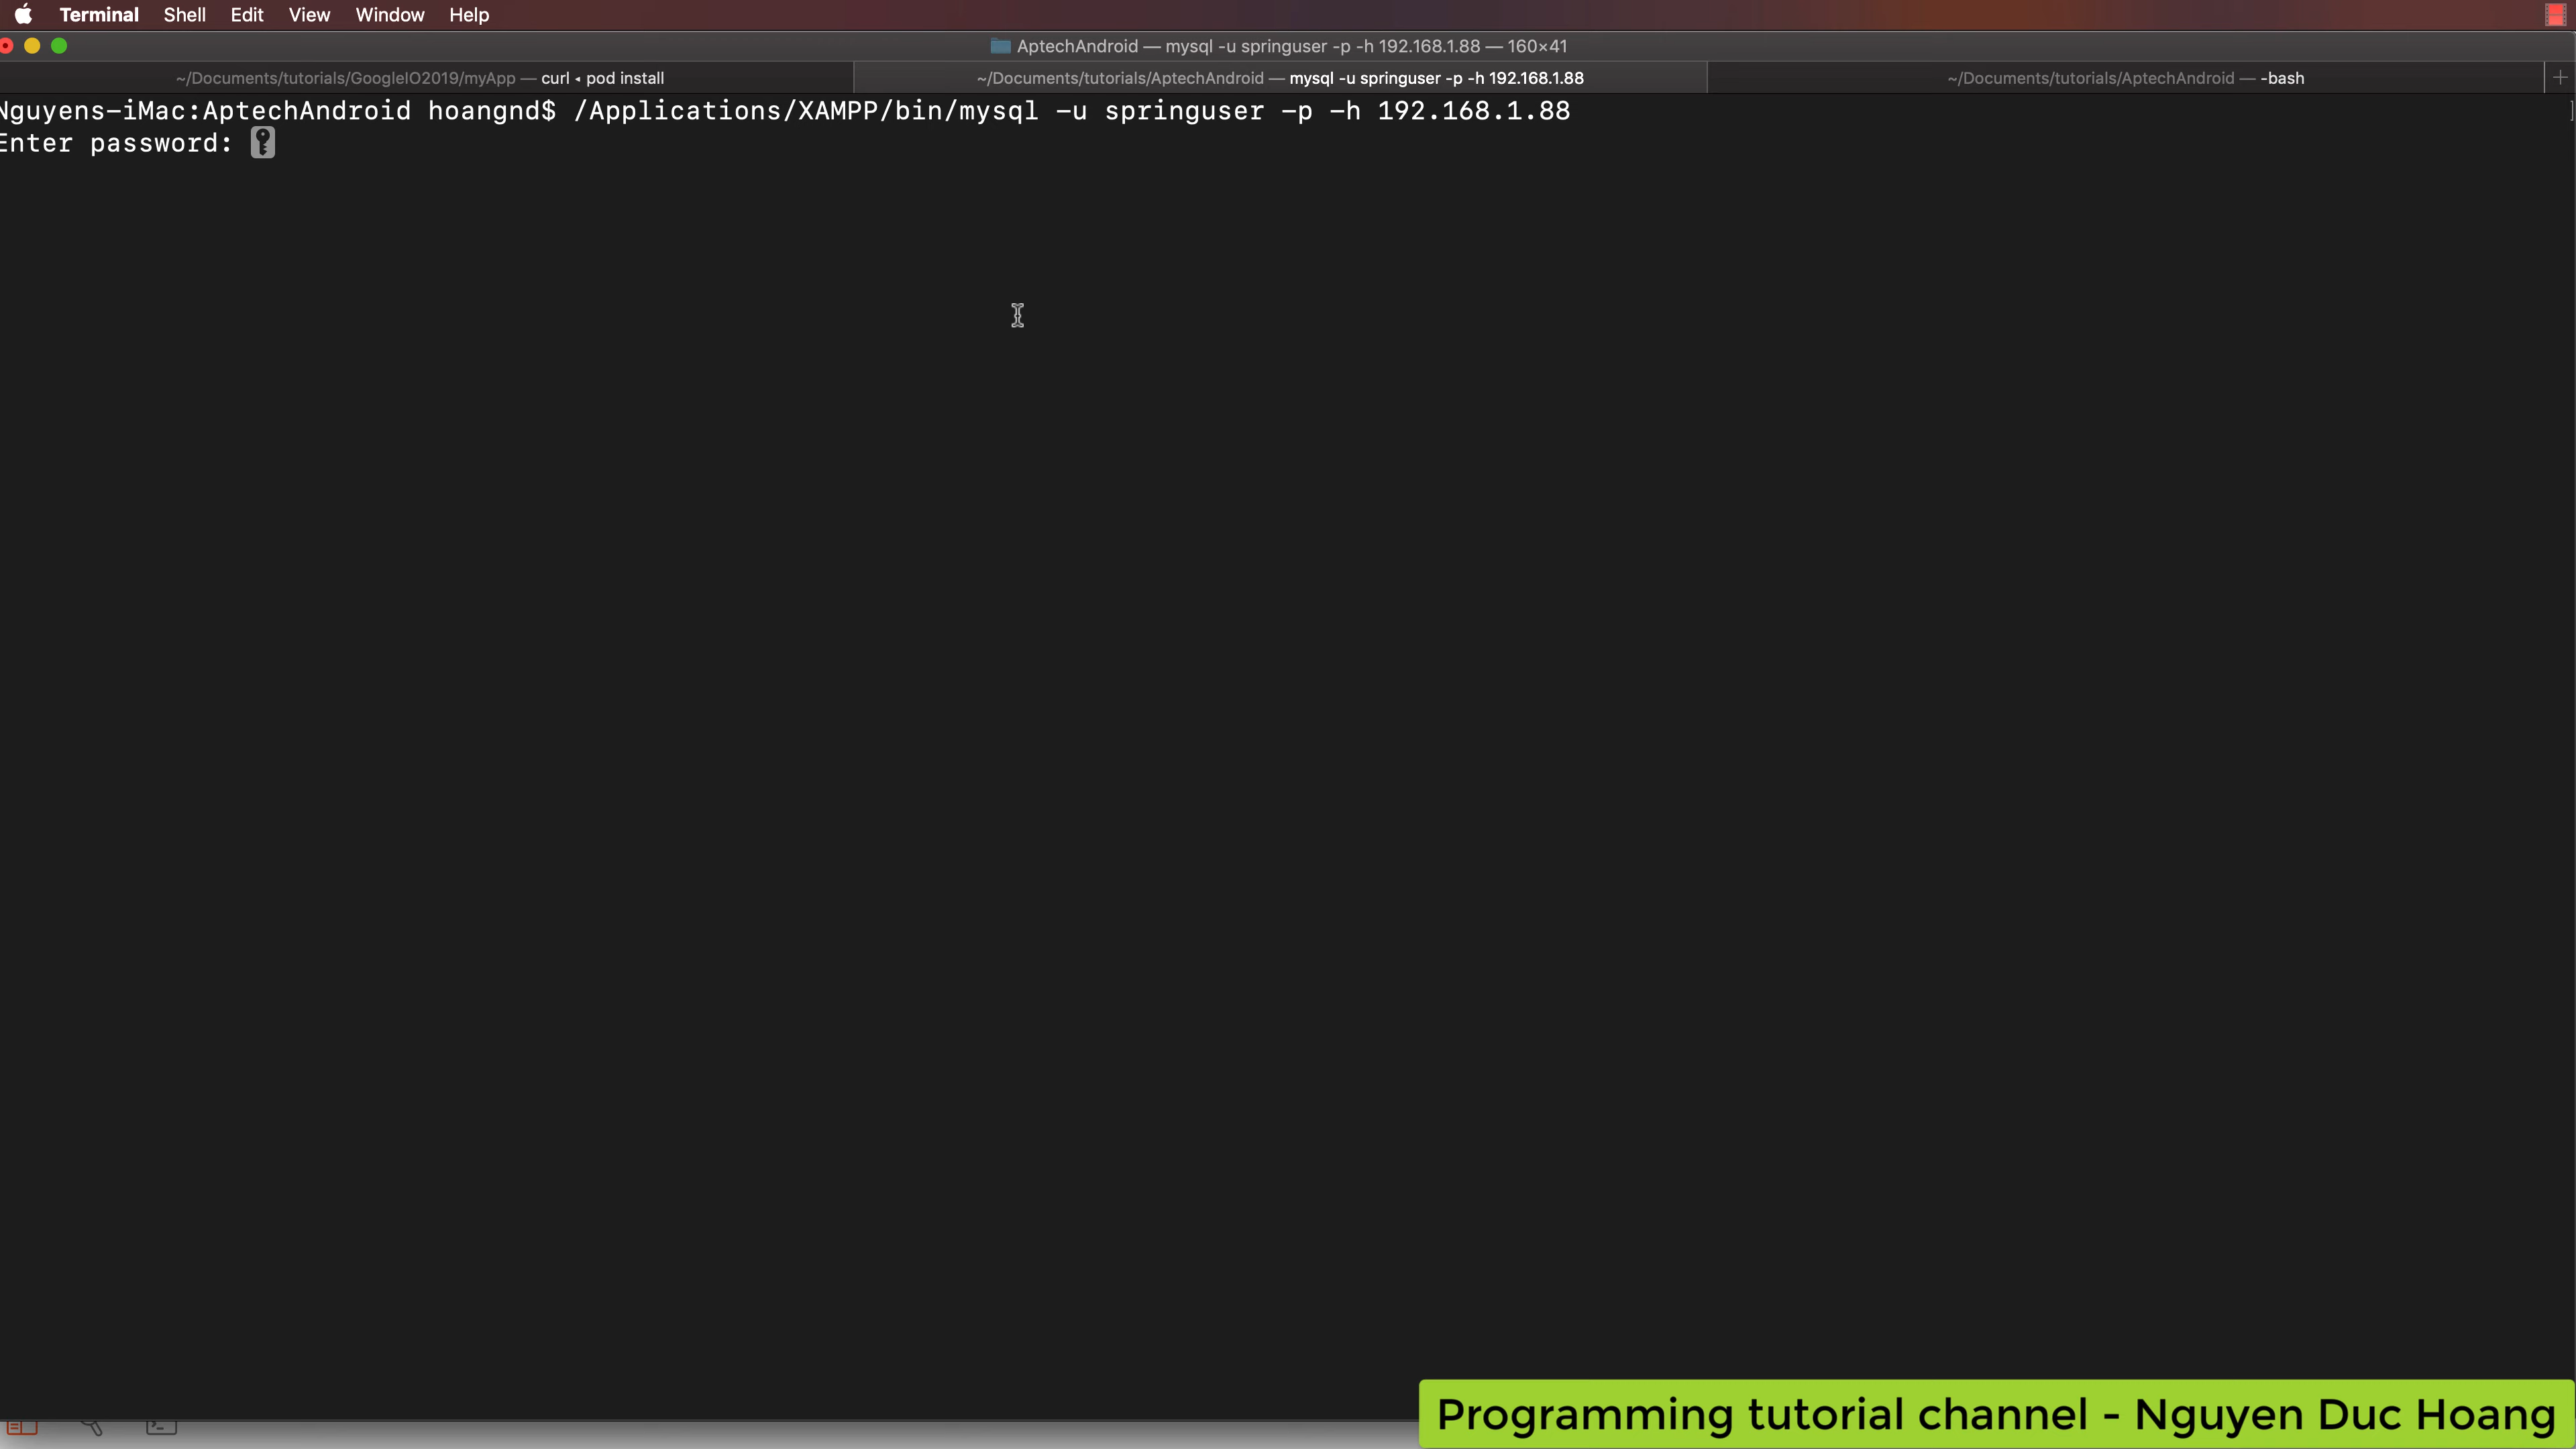 Terminal Shell Edit View Window Help
AptechAndroid — mysql -u springuser -p -h 192.168.1.88 — 160×41
~/Documents/tutorials/GoogleIO2019/myApp — curl ◂ pod install
~/Documents/tutorials/AptechAndroid — mysql -u springuser -p -h 192.168.1.88
~/Documents/tutorials/AptechAndroid — -bash
Nguyens-iMac:AptechAndroid hoangnd$ /Applications/XAMPP/bin/mysql -u springuser -p -h 192.168.1.88
Enter password:
Programming tutorial channel - Nguyen Duc Hoang